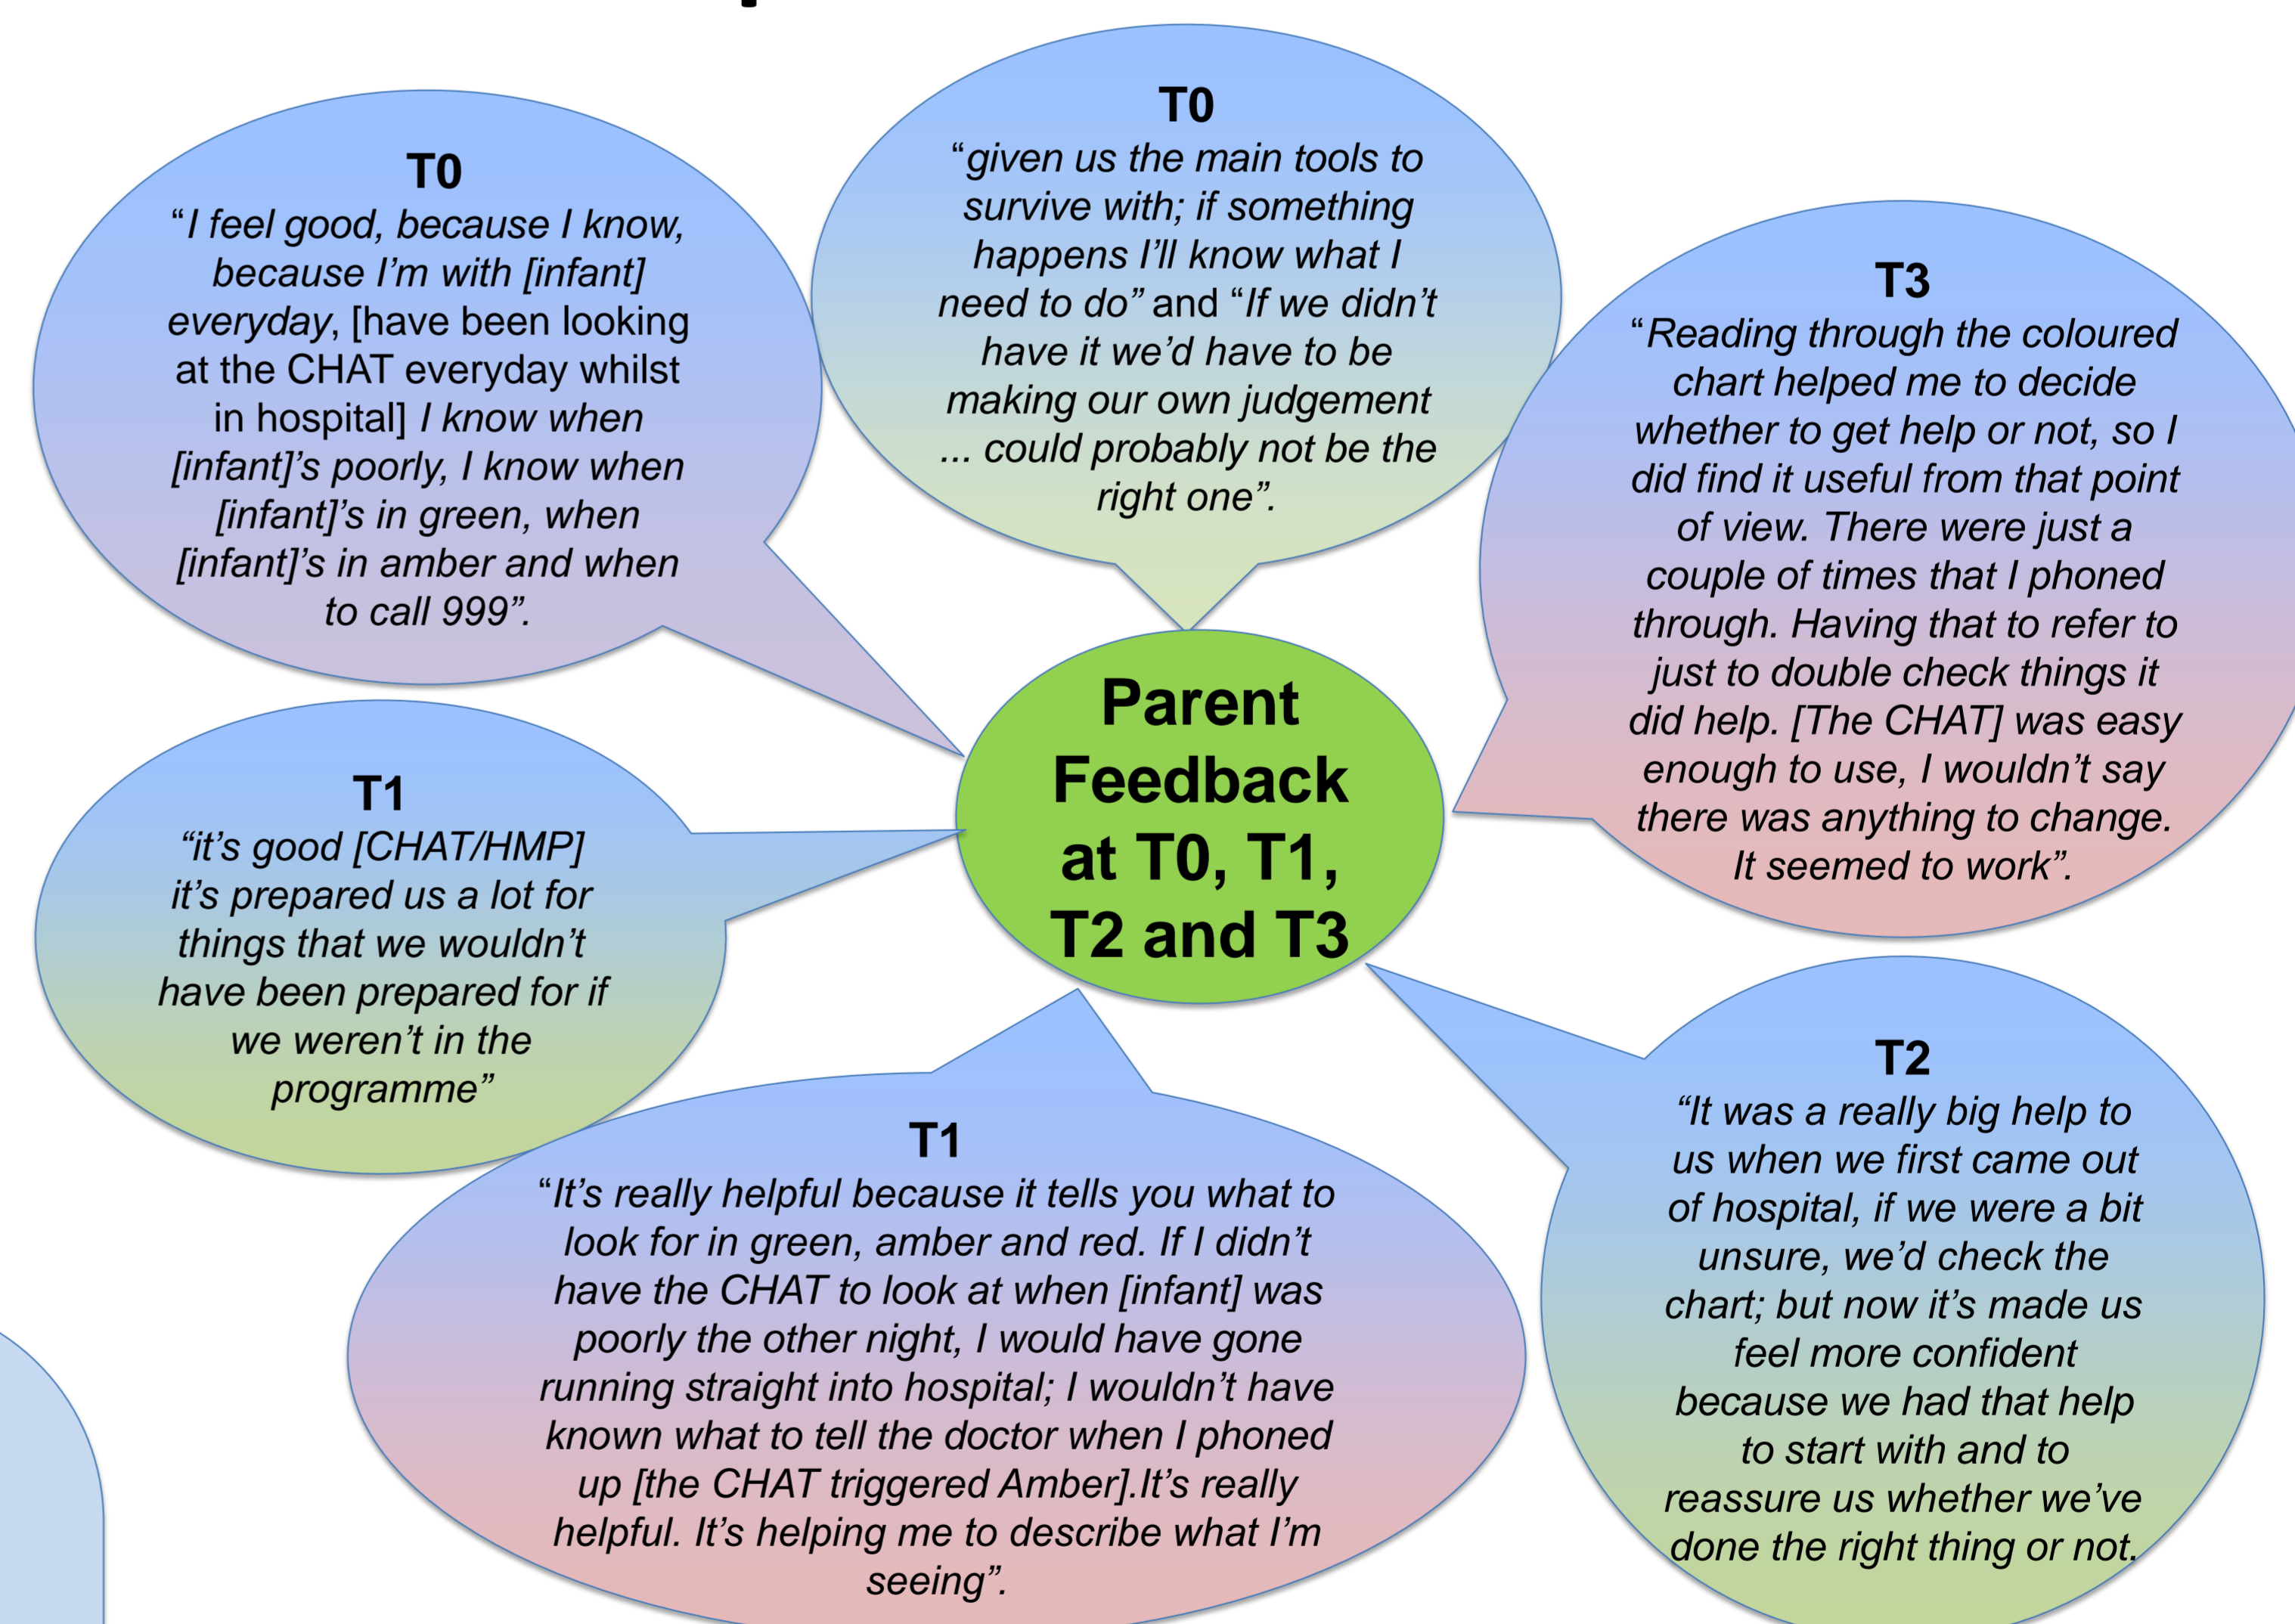 T0
“I feel good, because I know,
because I’m with [infant]
everyday, [have been looking
at the CHAT everyday whilst
in hospital] I know when
[infant]’s poorly, I know when
[infant]’s in green, when
[infant]’s in amber and when
to call 999”.
T0
“given us the main tools to
survive with; if something
happens I’ll know what I
need to do” and “If we didn’t
have it we’d have to be
making our own judgement
... could probably not be the
right one”.
T3
“Reading through the coloured
chart helped me to decide
whether to get help or not, so I
did find it useful from that point
of view. There were just a
couple of times that I phoned
through. Having that to refer to
just to double check things it
did help. [The CHAT] was easy
enough to use, I wouldn’t say
there was anything to change.
It seemed to work”.
Parent
Feedback
at T0, T1,
T2 and T3
T1
“it’s good [CHAT/HMP]
it’s prepared us a lot for
things that we wouldn’t
have been prepared for if
we weren’t in the
programme”
T1
“It’s really helpful because it tells you what to
look for in green, amber and red. If I didn’t
have the CHAT to look at when [infant] was
poorly the other night, I would have gone
running straight into hospital; I wouldn’t have
known what to tell the doctor when I phoned
up [the CHAT triggered Amber].It’s really
helpful. It’s helping me to describe what I’m
seeing”.
T2
“It was a really big help to
us when we first came out
of hospital, if we were a bit
unsure, we’d check the
chart; but now it’s made us
feel more confident
because we had that help
to start with and to
reassure us whether we’ve
done the right thing or not.